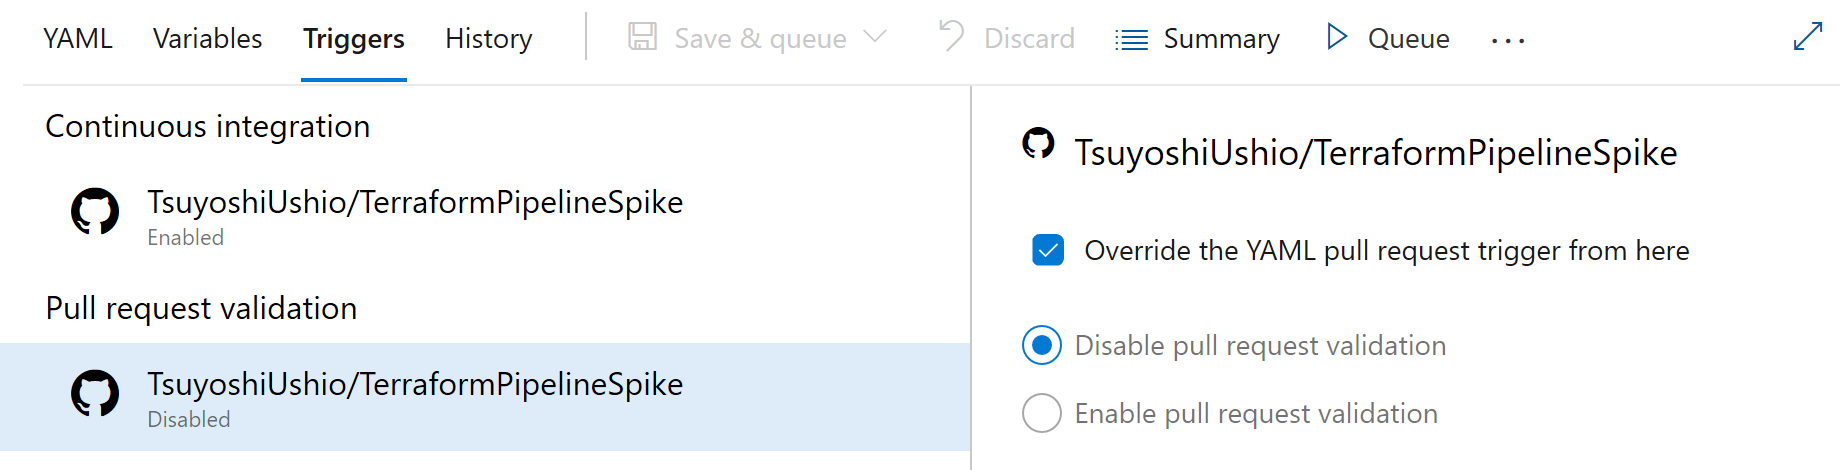 YAML Variables Triggers History Save & queue Discard Summary Queue ...
Continuous integration
TsuyoshiUshio/TerraformPipelineSpike
Enabled
Pull request validation
TsuyoshiUshio/TerraformPipelineSpike
Disabled
TsuyoshiUshio/TerraformPipelineSpike
Override the YAML pull request trigger from here
Disable pull request validation
Enable pull request validation